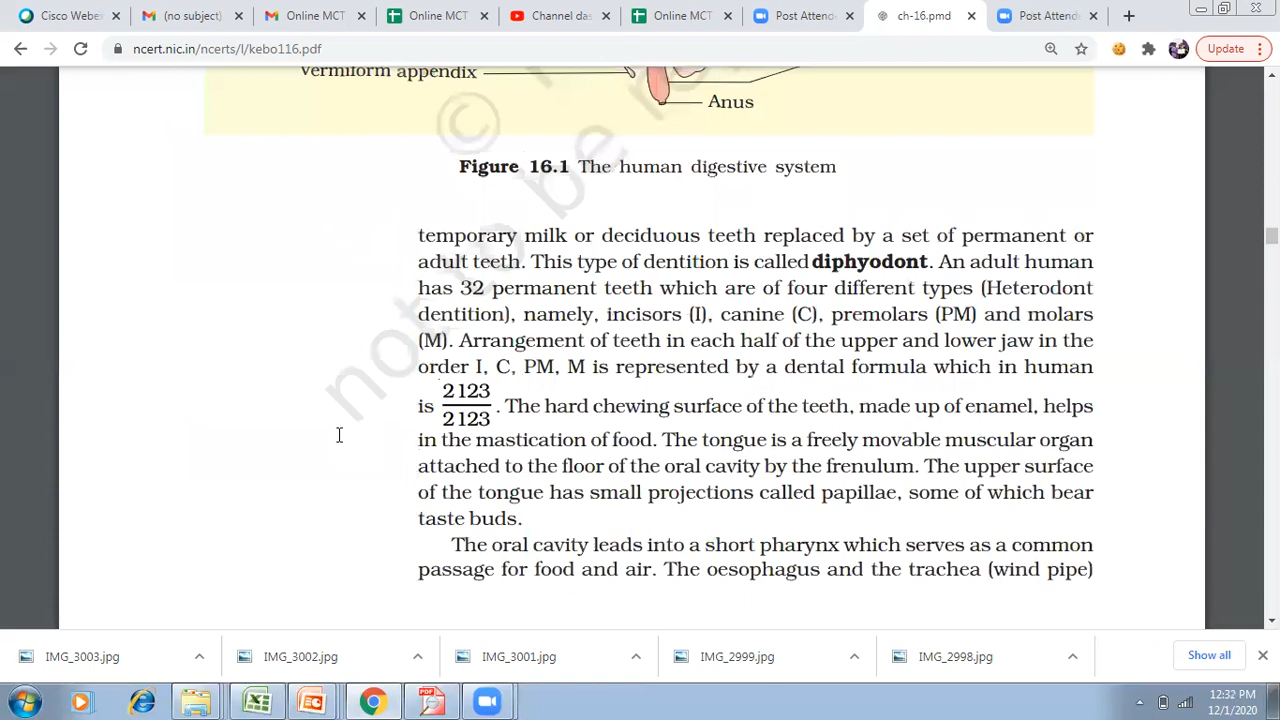 Cisco Webex
(no subject)
Online MCT
Online MCT
Channel das
Online MCT
Post Attenda
ch-16.pmd
Post Attende
ncert.nic.in/ncerts/l/kebo116.pdf
Update
Vermiform appendix
Anus
Figure 16.1 The human digestive system
temporary milk or deciduous teeth replaced by a set of permanent or
adult teeth. This type of dentition is called diphyodont. An adult human
has 32 permanent teeth which are of four different types (Heterodont
dentition), namely, incisors (I), canine (C), premolars (PM) and molars
(M). Arrangement of teeth in each half of the upper and lower jaw in the
order I, C, PM, M is represented by a dental formula which in human
2123
is . The hard chewing surface of the teeth, made up of enamel, helps
2123
in the mastication of food. The tongue is a freely movable muscular organ
attached to the floor of the oral cavity by the frenulum. The upper surface
of the tongue has small projections called papillae, some of which bear
taste buds.
The oral cavity leads into a short pharynx which serves as a common
passage for food and air. The oesophagus and the trachea (wind pipe)
©
not to be re
IMG_3003.jpg
IMG_3002.jpg
IMG_3001.jpg
IMG_2999.jpg
IMG_2998.jpg
Show all
12:32 PM
12/1/2020